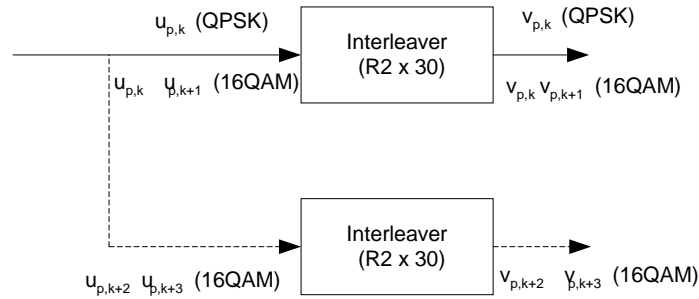 u_{p,k} (QPSK)
u_{p,k} u_{p,k+1} (16QAM)
Interleaver
(R2 x 30)
v_{p,k} (QPSK)
v_{p,k} v_{p,k+1} (16QAM)
u_{p,k+2} u_{p,k+3} (16QAM)
Interleaver
(R2 x 30)
v_{p,k+2} v_{p,k+3} (16QAM)